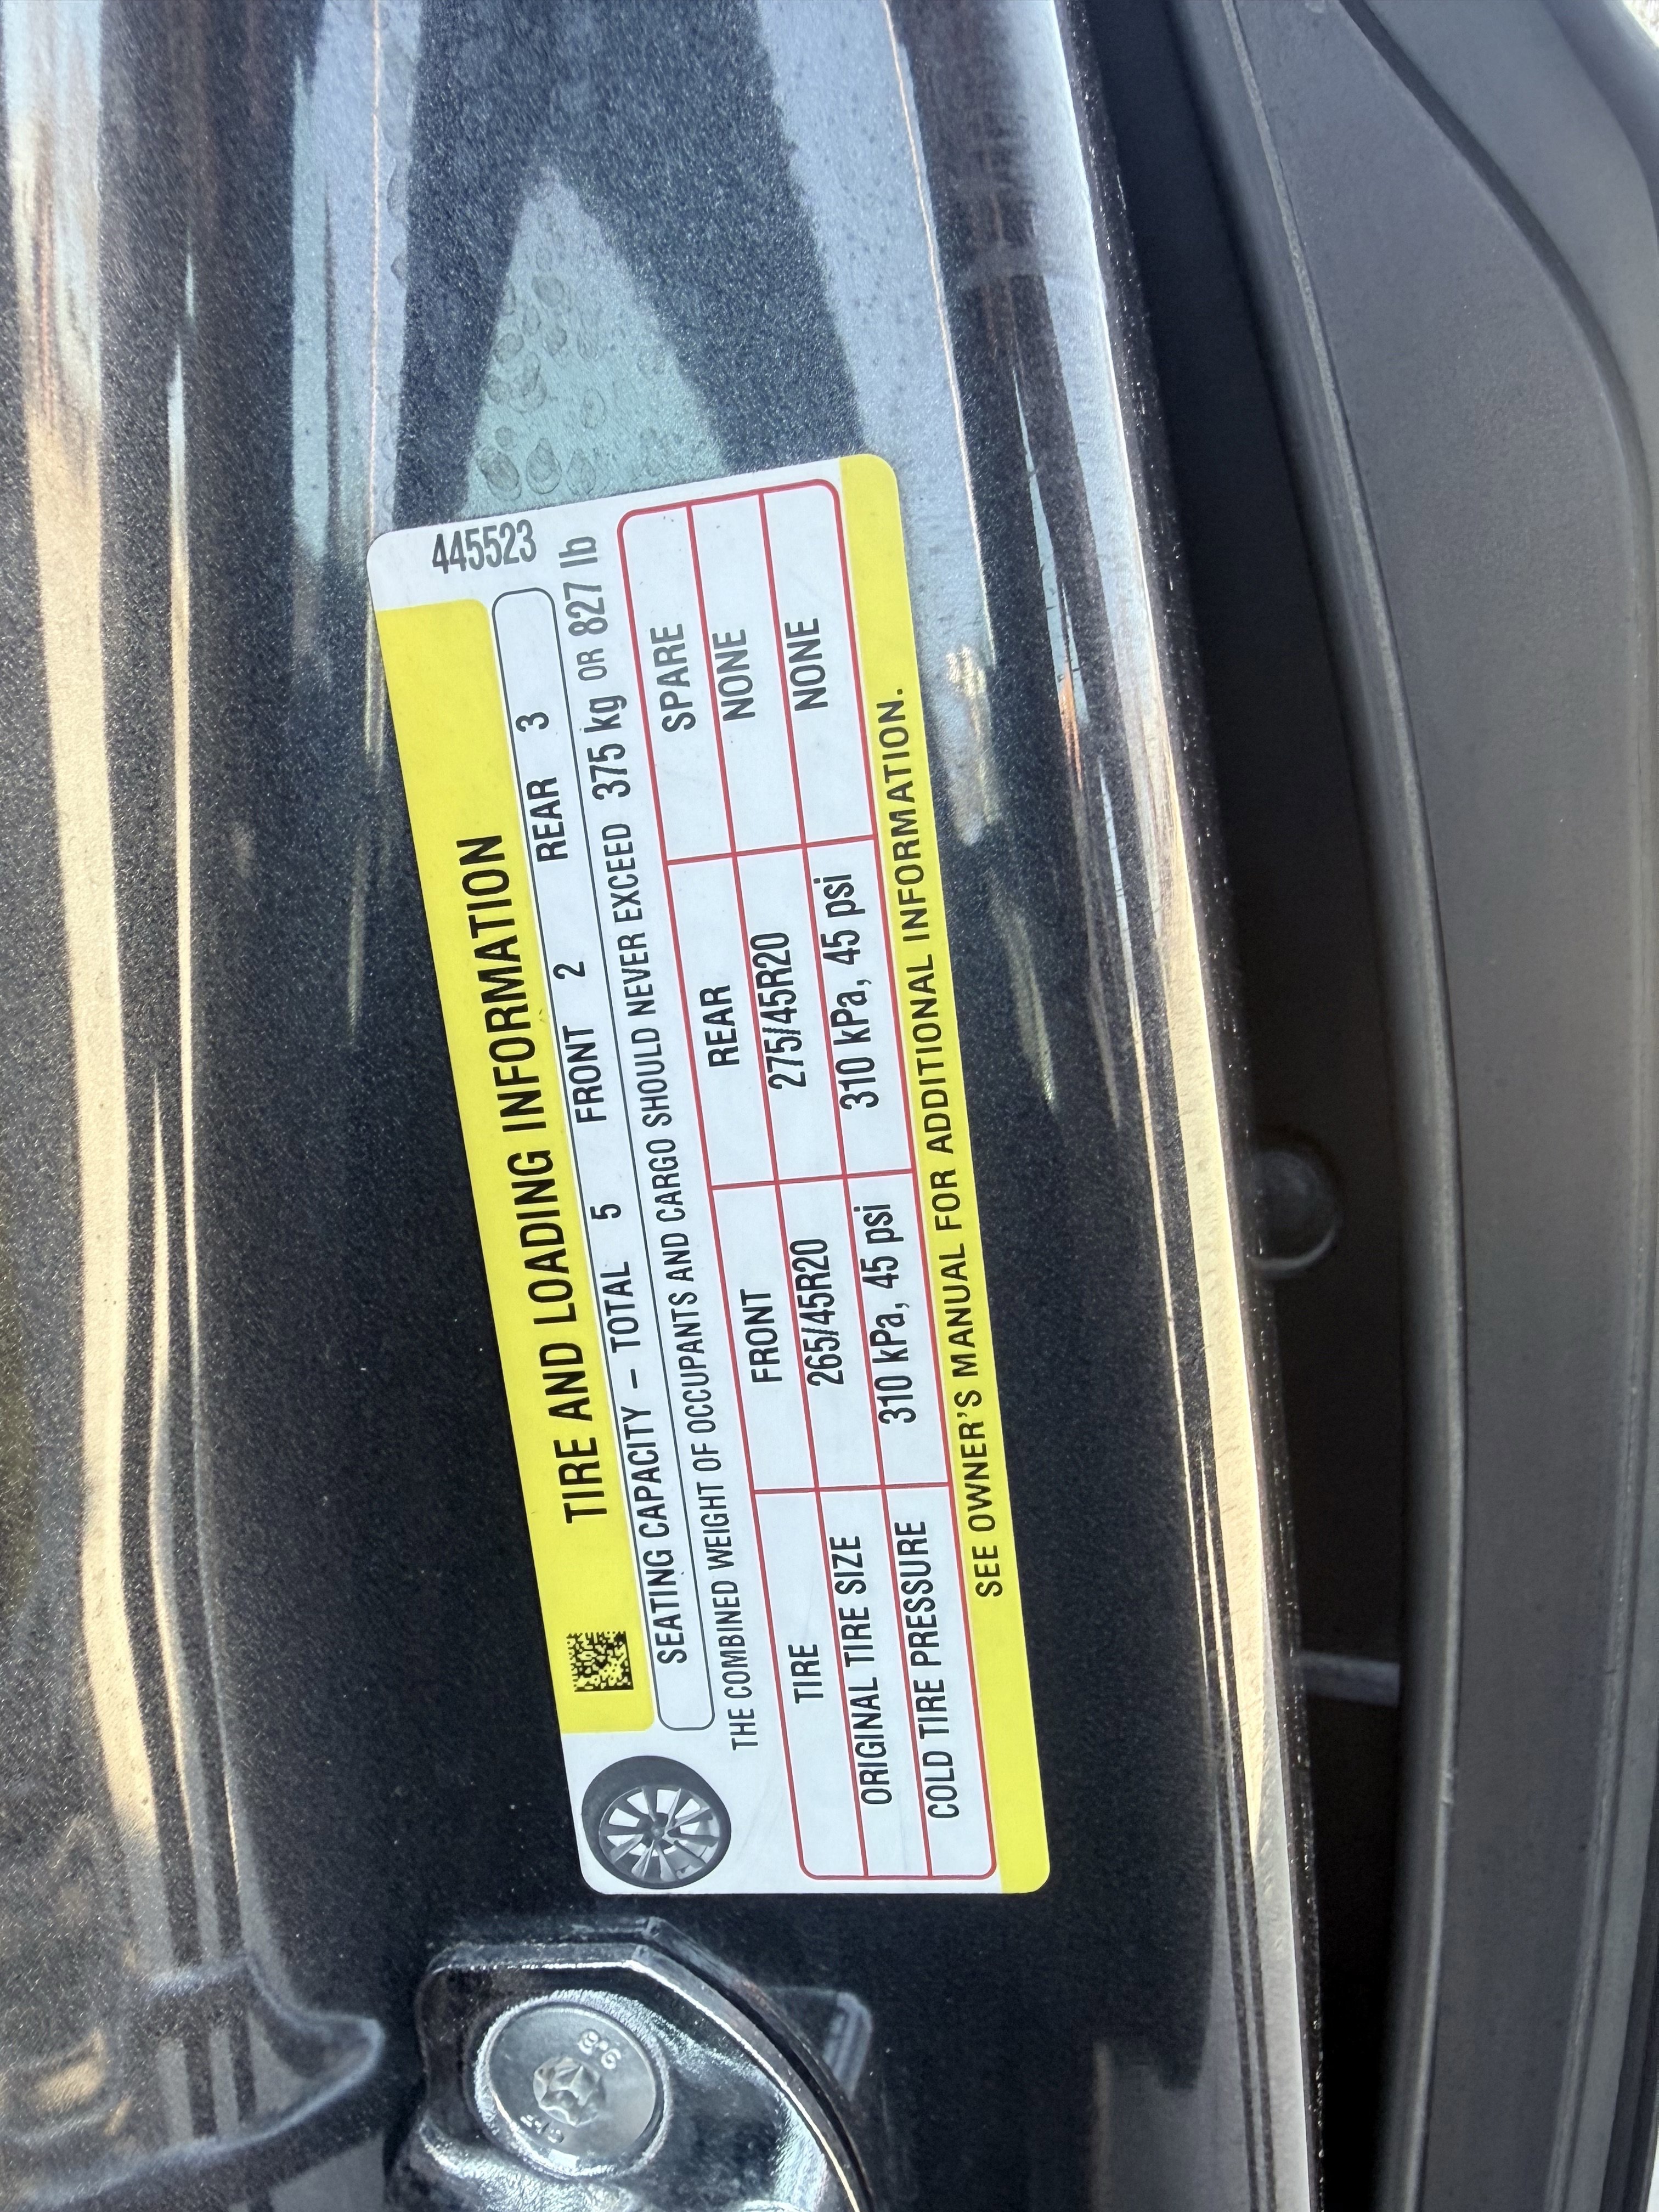 445523
TIRE AND LOADING INFORMATION
SEATING CAPACITY – TOTAL 5 FRONT 2 REAR 3
THE COMBINED WEIGHT OF OCCUPANTS AND CARGO SHOULD NEVER EXCEED 375 kg OR 827 lb
TIRE FRONT REAR SPARE
ORIGINAL TIRE SIZE 265/45R20 275/45R20 NONE
COLD TIRE PRESSURE 310 kPa, 45 psi 310 kPa, 45 psi NONE
SEE OWNER'S MANUAL FOR ADDITIONAL INFORMATION.